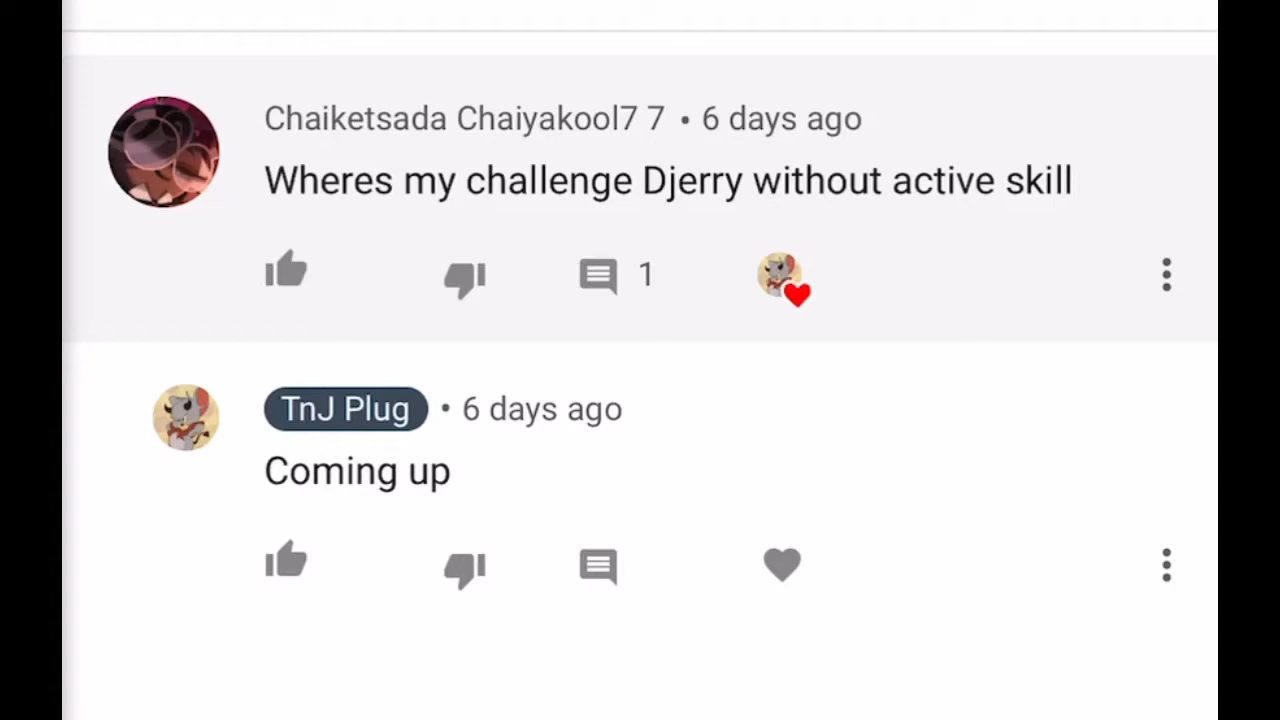 Chaiketsada Chaiyakool7 7 • 6 days ago
Wheres my challenge Djerry without active skill
1
TnJ Plug • 6 days ago
Coming up